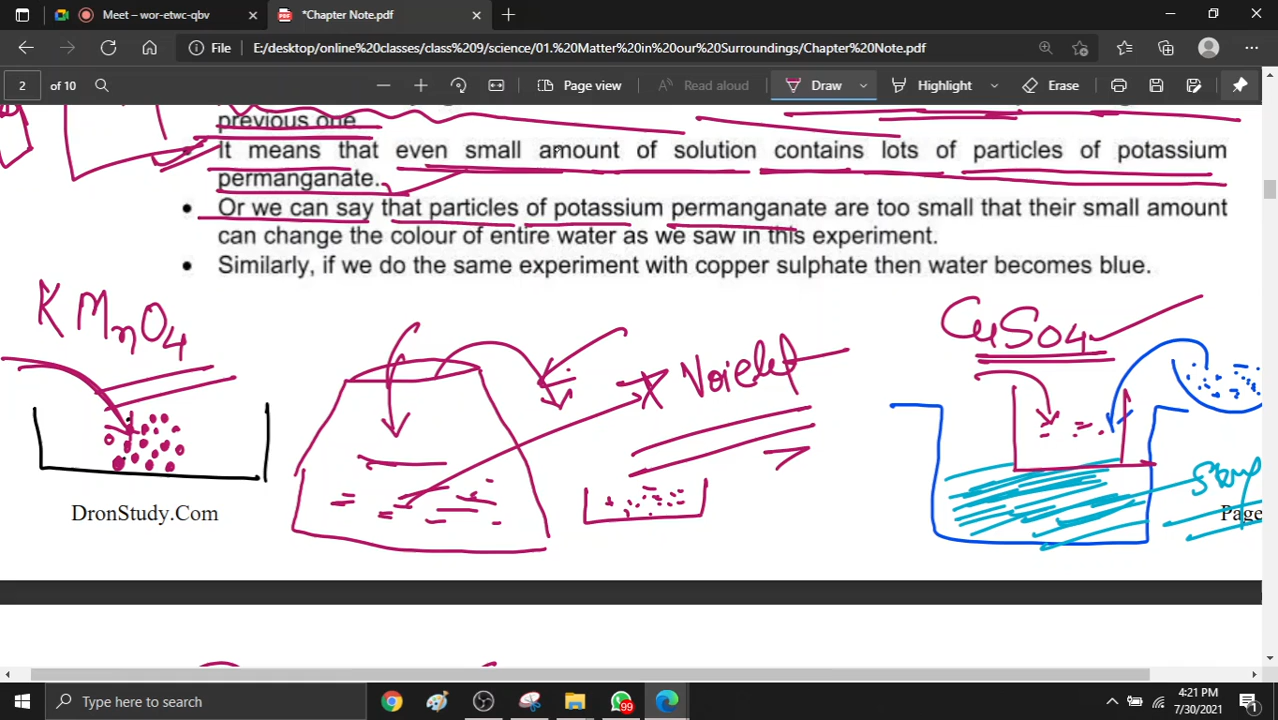 Meet – wor-etwc-qbv
*Chapter Note.pdf
File
E:/desktop/online%20classes/class%209/science/01.%20Matter%20in%20our%20Surroundings/Chapter%20Note.pdf
2 of 10
Page view
Read aloud
Draw
Highlight
Erase
previous one
It means that even small amount of solution contains lots of particles of potassium
permanganate.
• Or we can say that particles of potassium permanganate are too small that their small amount
can change the colour of entire water as we saw in this experiment.
• Similarly, if we do the same experiment with copper sulphate then water becomes blue.
KMnO4
Voielet
CuSO4
DronStudy.Com
Page
Type here to search
99
4:21 PM
7/30/2021
1